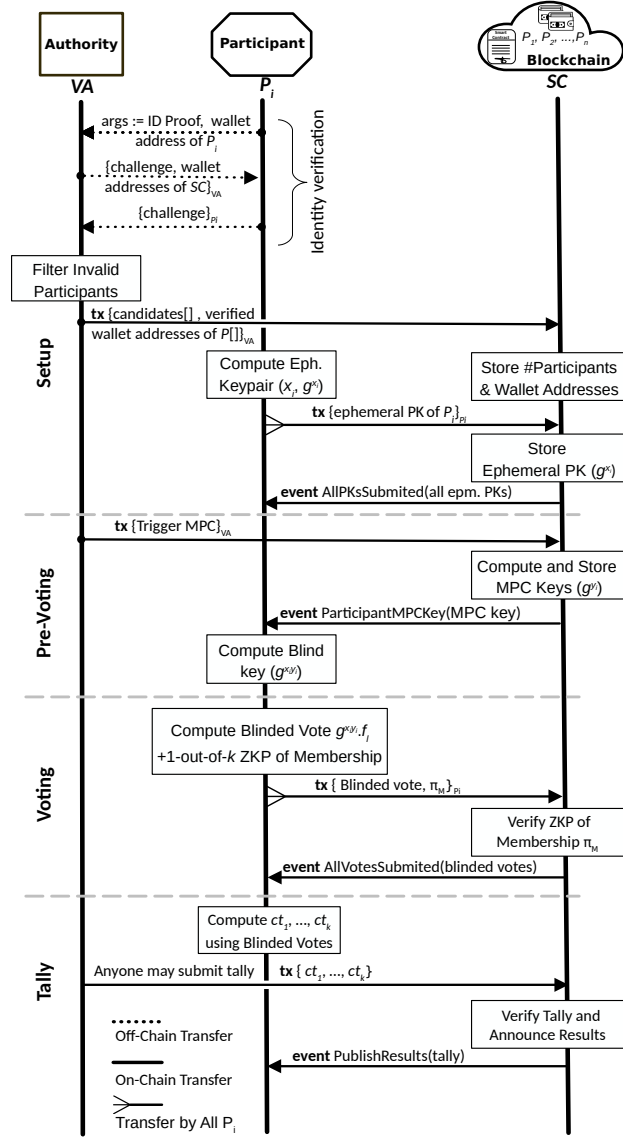 Authority
Participant
Smart
Contract
P1, P2, ...,Pn
Blockchain
VA
Pi
SC
args := ID Proof, wallet
address of Pi
{challenge, wallet
addresses of SC}VA
{challenge}Pi
Identity verification
Filter Invalid
Participants
tx {candidates[] , verified
wallet addresses of P[]}VA
Setup
Compute Eph.
Keypair (xi, g^xi)
Store #Participants
& Wallet Addresses
tx {ephemeral PK of Pi}Pi
Store
Ephemeral PK (g^xi)
event AllPKsSubmited(all epm. PKs)
tx {Trigger MPC}VA
Pre-Voting
Compute and Store
MPC Keys (g^yi)
event ParticipantMPCKey(MPC key)
Compute Blind
key (g^xiyi)
Voting
Compute Blinded Vote g^xiyi.fj
+1-out-of-k ZKP of Membership
tx { Blinded vote, πM}Pi
Verify ZKP of
Membership πM
event AllVotesSubmited(blinded votes)
Tally
Compute ct1, ..., ctk
using Blinded Votes
Anyone may submit tally tx { ct1, ..., ctk}
Verify Tally and
Announce Results
event PublishResults(tally)
Off-Chain Transfer
On-Chain Transfer
Transfer by All Pi